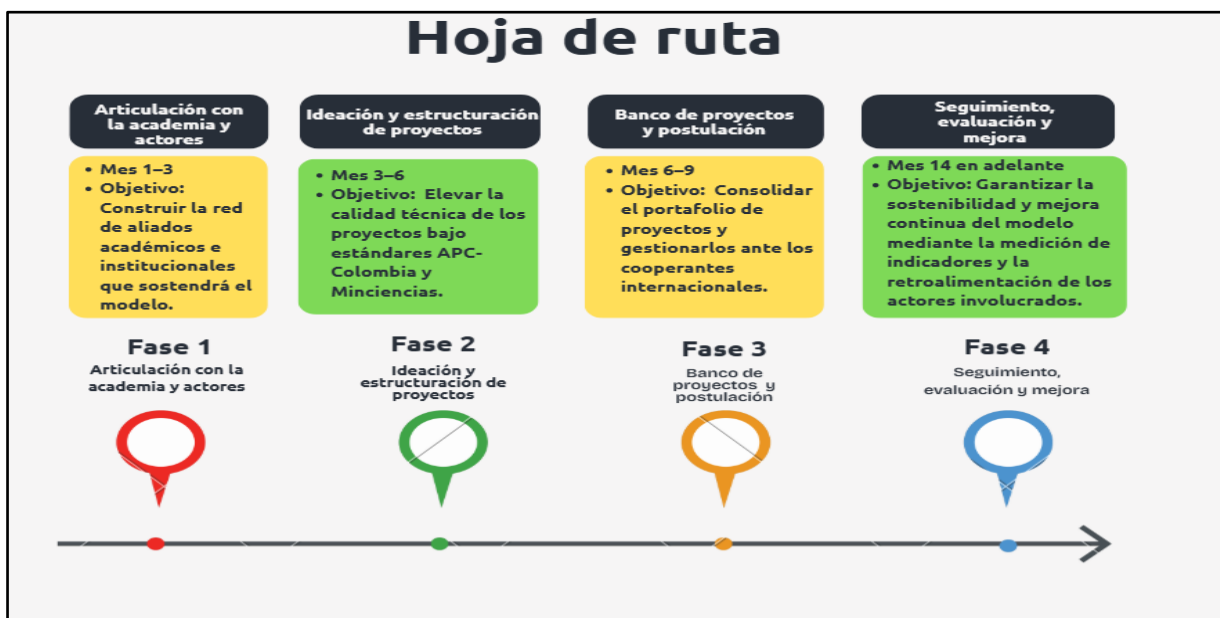 Hoja de ruta
Articulación con
la academia y
actores
• Mes 1–3
• Objetivo:
Construir la red
de aliados
académicos e
institucionales
que sostendrá el
modelo.
Ideación y estructuración
de proyectos
• Mes 3–6
• Objetivo: Elevar la
calidad técnica de los
proyectos bajo
estándares APC-
Colombia y
Minciencias.
Banco de proyectos
y postulación
• Mes 6–9
• Objetivo: Consolidar
el portafolio de
proyectos y
gestionarlos ante los
cooperantes
internacionales.
Seguimiento,
evaluación y
mejora
• Mes 14 en adelante
• Objetivo: Garantizar la
sostenibilidad y mejora
continua del modelo
mediante la medición de
indicadores y la
retroalimentación de los
actores involucrados.
Fase 1
Articulación con la
academia y actores
Fase 2
Ideación y
estructuración de
proyectos
Fase 3
Banco de
proyectos y
postulación
Fase 4
Seguimiento,
evaluación y mejora